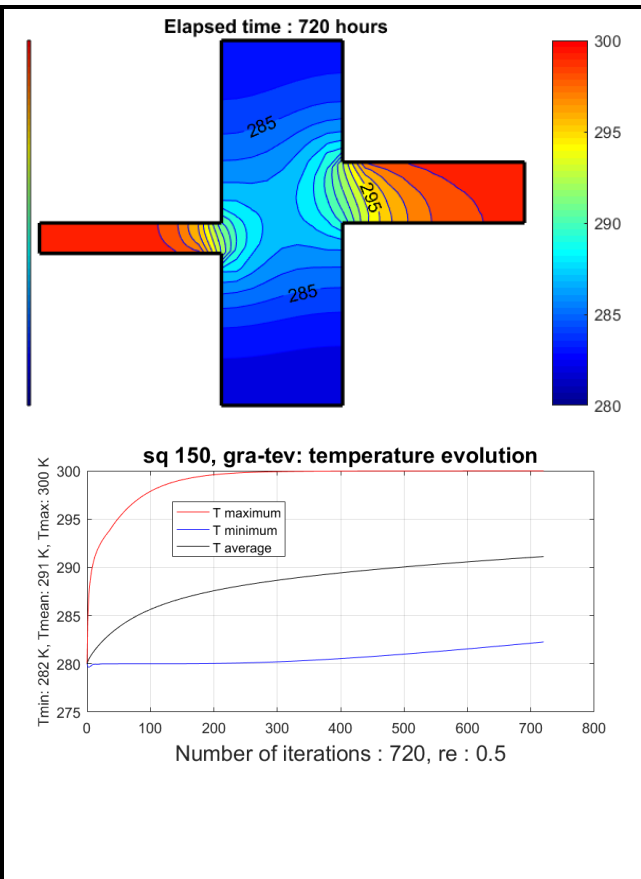 Elapsed time : 720 hours
285
295
285
300
295
290
285
280
sq 150, gra-tev: temperature evolution
Tmin: 282 K, Tmean: 291 K, Tmax: 300 K
300
295
290
285
280
275
T maximum
T minimum
T average
0 100 200 300 400 500 600 700 800
Number of iterations : 720, re : 0.5